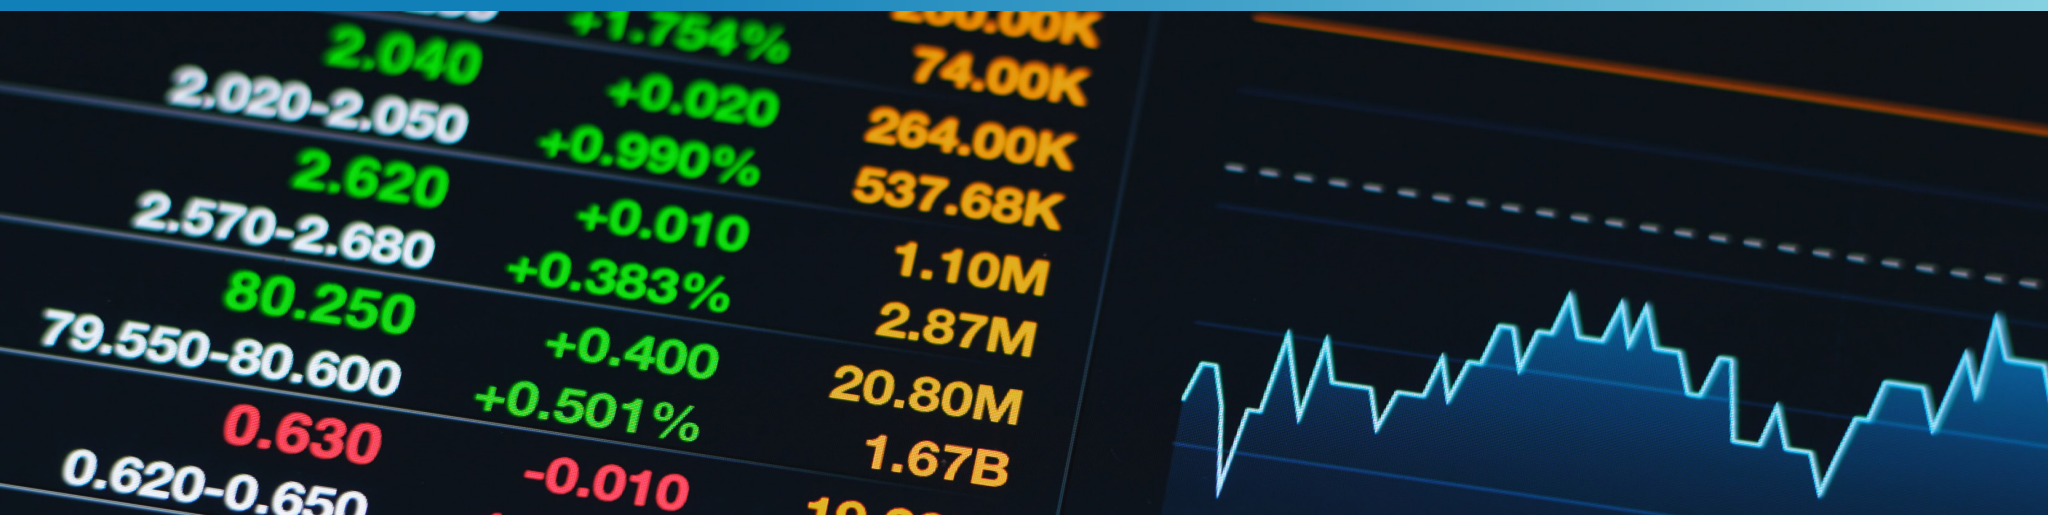 +1.754%
2.040 +0.020 74.00K
2.020-2.050 +0.990% 264.00K
2.620 +0.010 537.68K
2.570-2.680 +0.383% 1.10M
80.250 +0.400 2.87M
79.550-80.600 +0.501% 20.80M
0.630 -0.010 1.67B
0.620-0.650